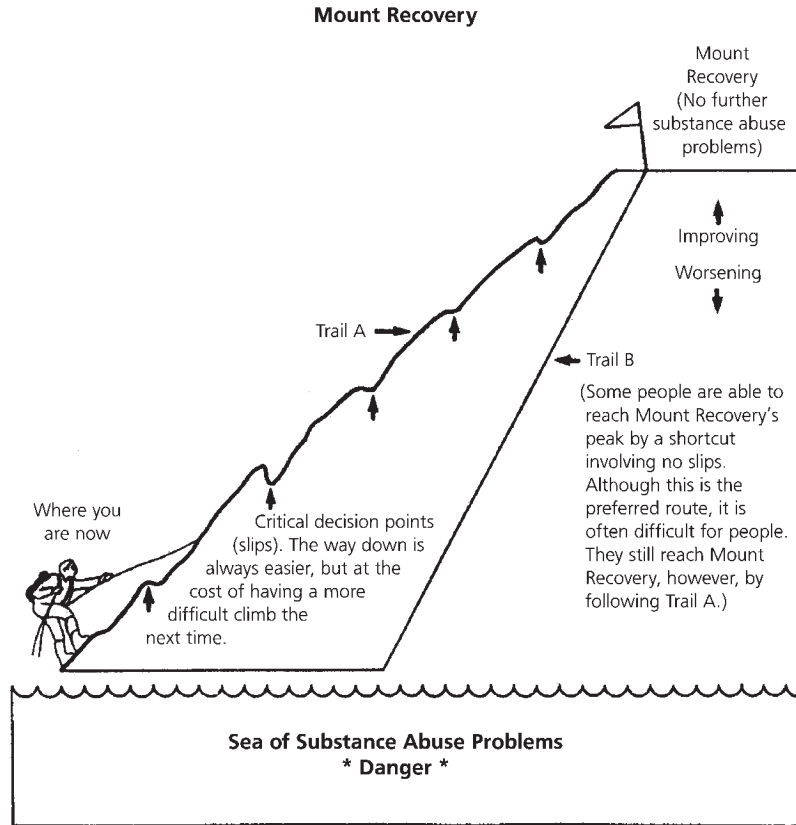 Mount Recovery
Mount
Recovery
(No further
substance abuse
problems)
Improving
Worsening
Trail A
Trail B
(Some people are able to
reach Mount Recovery's
peak by a shortcut
involving no slips.
Although this is the
preferred route, it is
often difficult for people.
They still reach Mount
Recovery, however, by
following Trail A.)
Where you
are now
Critical decision points
(slips). The way down is
always easier, but at the
cost of having a more
difficult climb the
next time.
Sea of Substance Abuse Problems
* Danger *